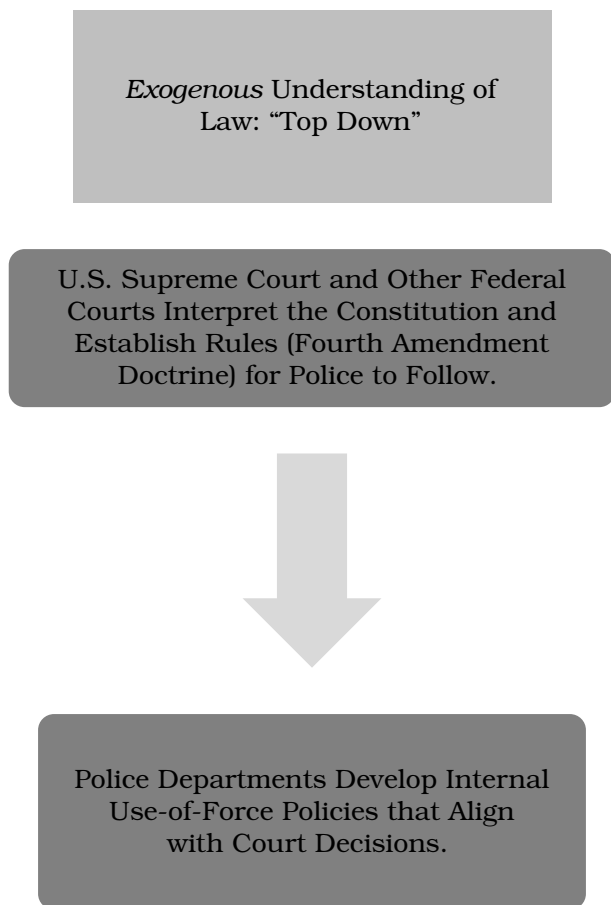 Exogenous Understanding of
Law: “Top Down”
U.S. Supreme Court and Other Federal
Courts Interpret the Constitution and
Establish Rules (Fourth Amendment
Doctrine) for Police to Follow.
Police Departments Develop Internal
Use-of-Force Policies that Align
with Court Decisions.